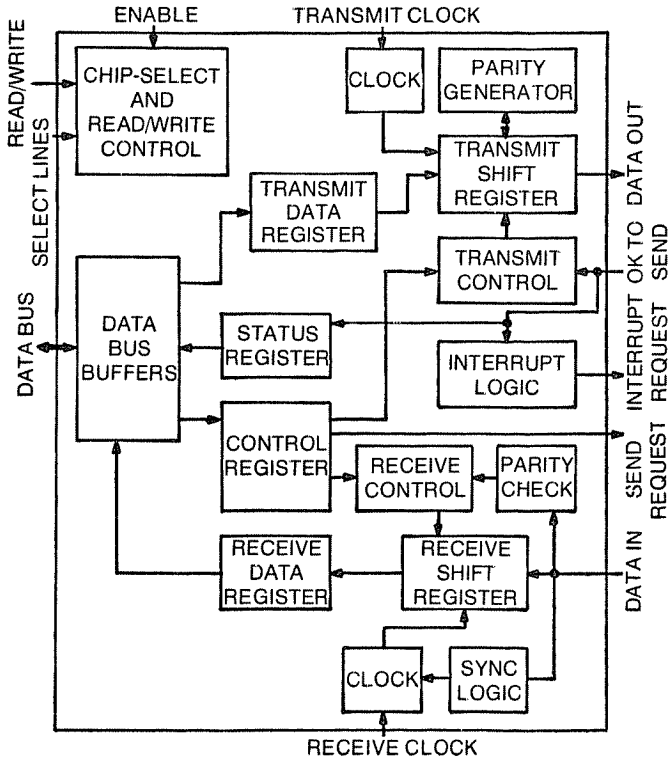 ENABLE
TRANSMIT CLOCK
READ/WRITE
SELECT LINES
CHIP-SELECT
AND
READ/WRITE
CONTROL
CLOCK
PARITY
GENERATOR
TRANSMIT
SHIFT
REGISTER
DATA OUT
TRANSMIT
DATA
REGISTER
TRANSMIT
CONTROL
OK TO
SEND
DATA BUS
DATA
BUS
BUFFERS
STATUS
REGISTER
INTERRUPT
LOGIC
INTERRUPT
REQUEST
CONTROL
REGISTER
RECEIVE
CONTROL
PARITY
CHECK
SEND
REQUEST
RECEIVE
DATA
REGISTER
RECEIVE
SHIFT
REGISTER
DATA IN
CLOCK
SYNC
LOGIC
RECEIVE CLOCK